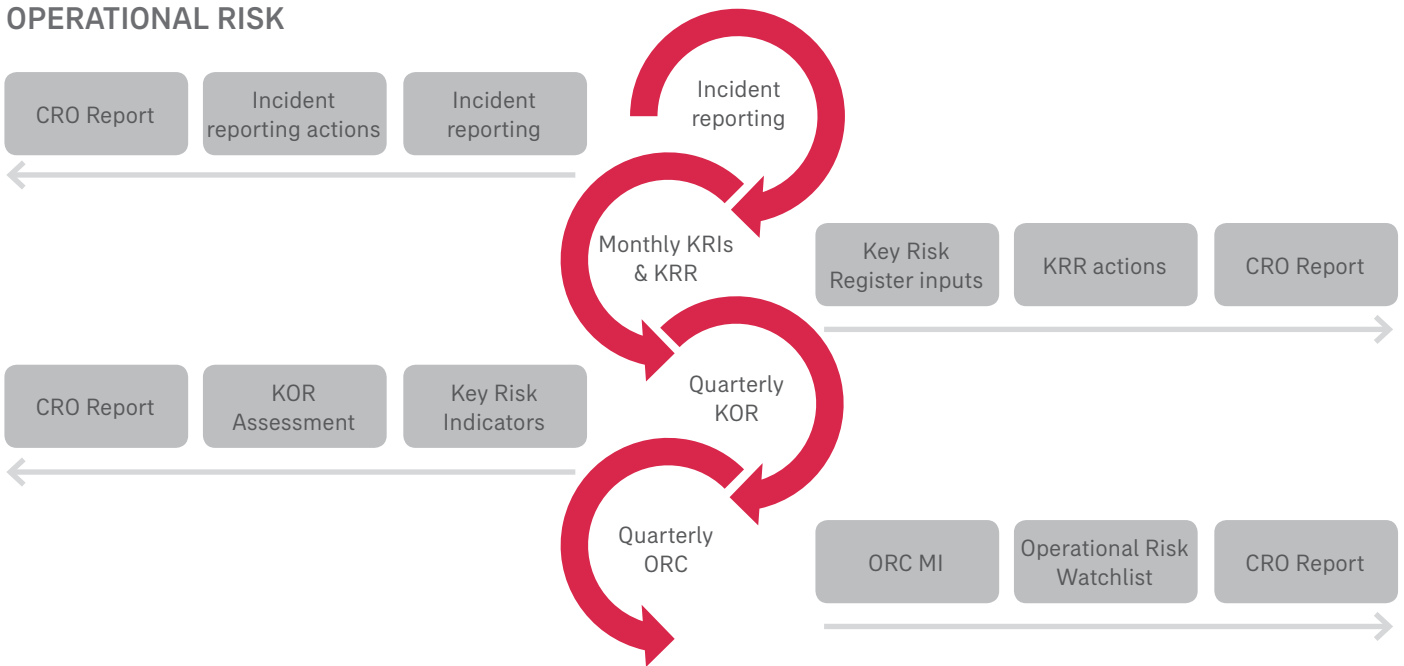 OPERATIONAL RISK
CRO Report
Incident
reporting actions
Incident
reporting
Incident
reporting
Monthly KRIs
& KRR
Key Risk
Register inputs
KRR actions
CRO Report
CRO Report
KOR
Assessment
Key Risk
Indicators
Quarterly
KOR
Quarterly
ORC
ORC MI
Operational Risk
Watchlist
CRO Report